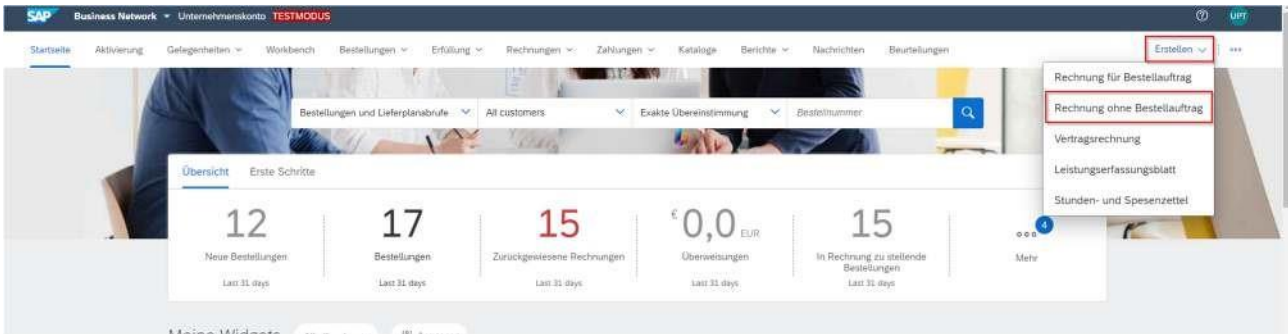 SAP Business Network Unternehmenskonto TESTMODUS UPT
Startseite Aktivierung Gelegenheiten Workbench Bestellungen Erfüllung Rechnungen Zahlungen Kataloge Berichte Nachrichten Beurteilungen Erstellen
Rechnung für Bestellauftrag
Rechnung ohne Bestellauftrag
Vertragsrechnung
Leistungserfassungsblatt
Stunden- und Spesenzettel
Bestellungen und Lieferplanabrufe All customers Exakte Übereinstimmung Bestellnummer
Übersicht Erste Schritte
12 17 15 € 0,0 EUR 15 4
Neue Bestellungen Bestellungen Zurückgewiesene Rechnungen Überweisungen In Rechnung zu stellende Bestellungen Mehr
Last 31 days Last 31 days Last 31 days Last 31 days Last 31 days
Meine Widgets